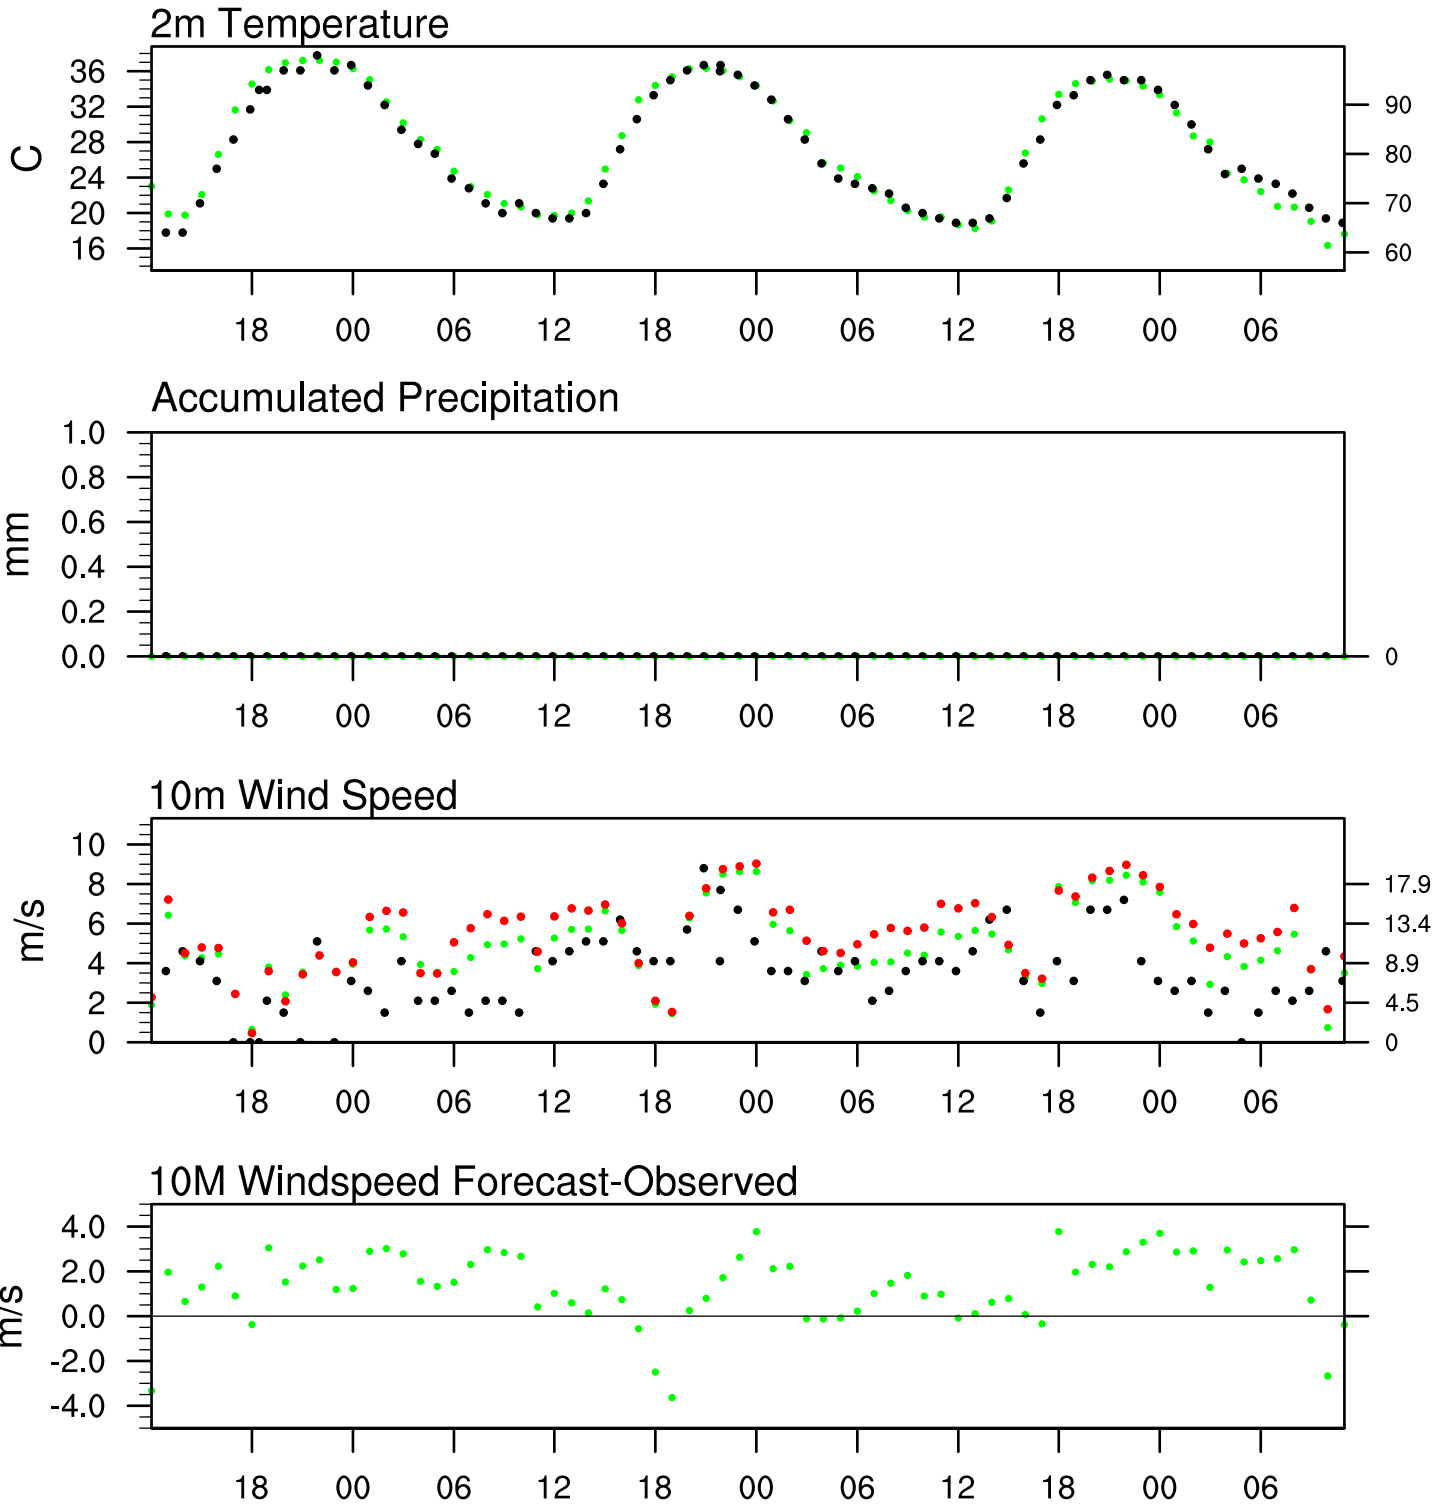 2m Temperature
36
32
28
24
20
16
C
90
80
70
60
18 00 06 12 18 00 06 12 18 00 06
Accumulated Precipitation
1.0
0.8
0.6
0.4
0.2
0.0
mm
0
18 00 06 12 18 00 06 12 18 00 06
10m Wind Speed
10
8
6
4
2
0
m/s
17.9
13.4
8.9
4.5
0
18 00 06 12 18 00 06 12 18 00 06
10M Windspeed Forecast-Observed
4.0
2.0
0.0
-2.0
-4.0
m/s
18 00 06 12 18 00 06 12 18 00 06